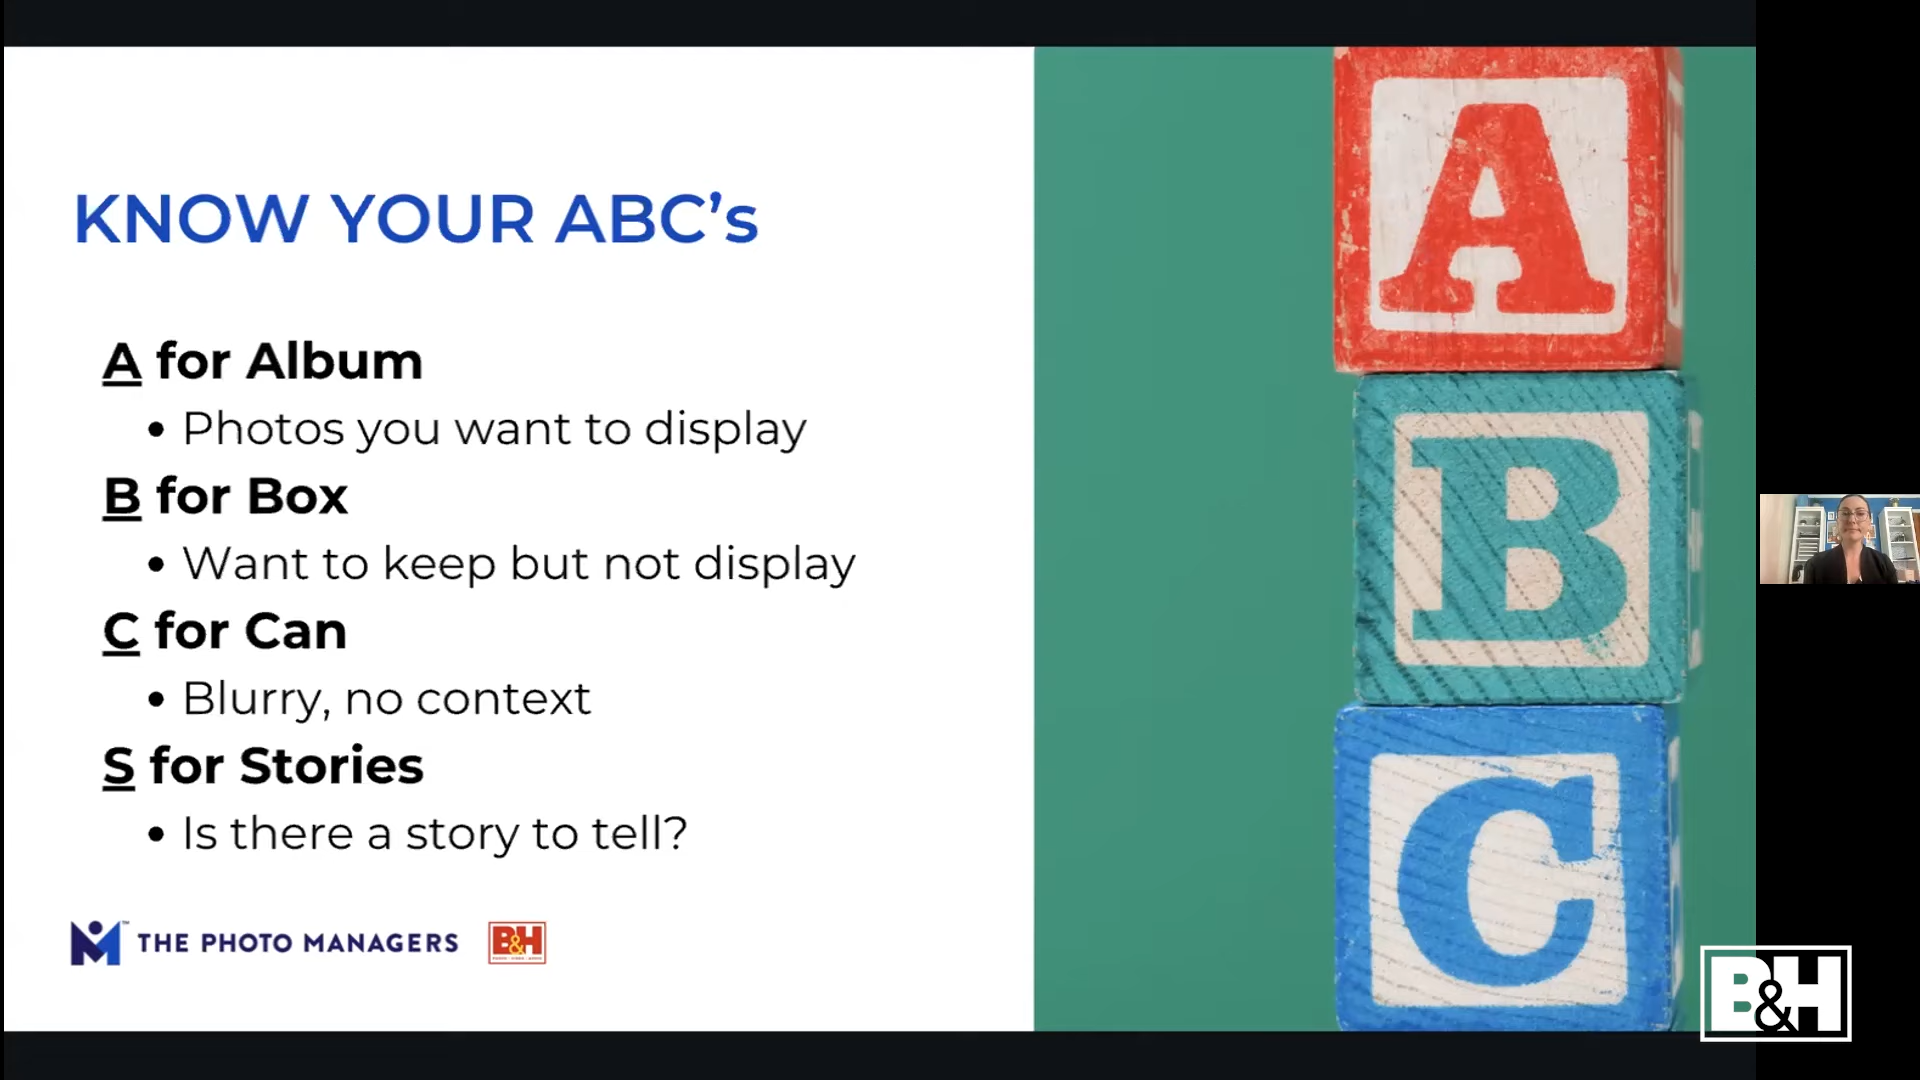 KNOW YOUR ABC’s
A for Album
• Photos you want to display
B for Box
• Want to keep but not display
C for Can
• Blurry, no context
S for Stories
• Is there a story to tell?
THE PHOTO MANAGERS
B&H
A
B
C
B&H